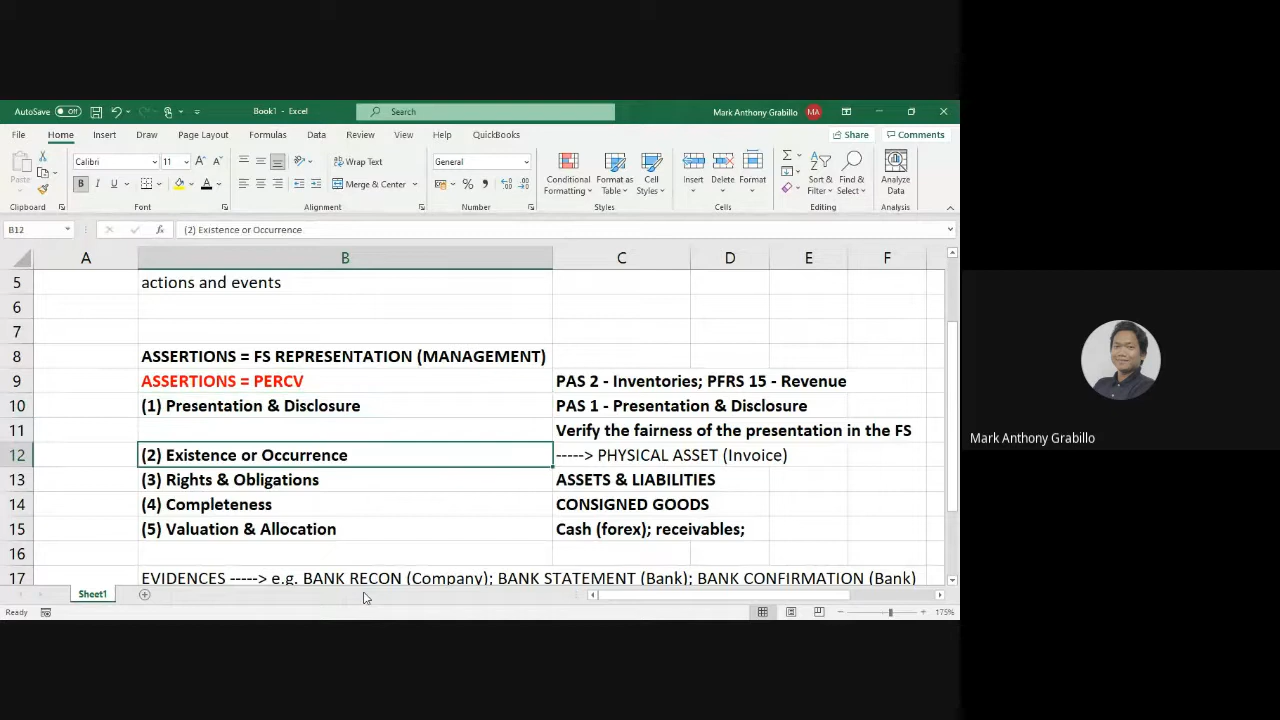 AutoSave Off Book1 - Excel Search Mark Anthony Grabillo MA
File Home Insert Draw Page Layout Formulas Data Review View Help QuickBooks Share Comments
Calibri 11 Wrap Text General
Paste B I U A Merge & Center % , Conditional Formatting Format as Table Cell Styles Insert Delete Format Sort & Filter Find & Select Analyze Data
Clipboard Font Alignment Number Styles Cells Editing Analysis
B12 fx (2) Existence or Occurrence
A B C D E F
5 actions and events
6
7
8 ASSERTIONS = FS REPRESENTATION (MANAGEMENT)
9 ASSERTIONS = PERCV PAS 2 - Inventories; PFRS 15 - Revenue
10 (1) Presentation & Disclosure PAS 1 - Presentation & Disclosure
11 Verify the fairness of the presentation in the FS
12 (2) Existence or Occurrence -----> PHYSICAL ASSET (Invoice)
13 (3) Rights & Obligations ASSETS & LIABILITIES
14 (4) Completeness CONSIGNED GOODS
15 (5) Valuation & Allocation Cash (forex); receivables;
16
17 EVIDENCES -----> e.g. BANK RECON (Company); BANK STATEMENT (Bank); BANK CONFIRMATION (Bank)
Sheet1
Ready 175%
Mark Anthony Grabillo